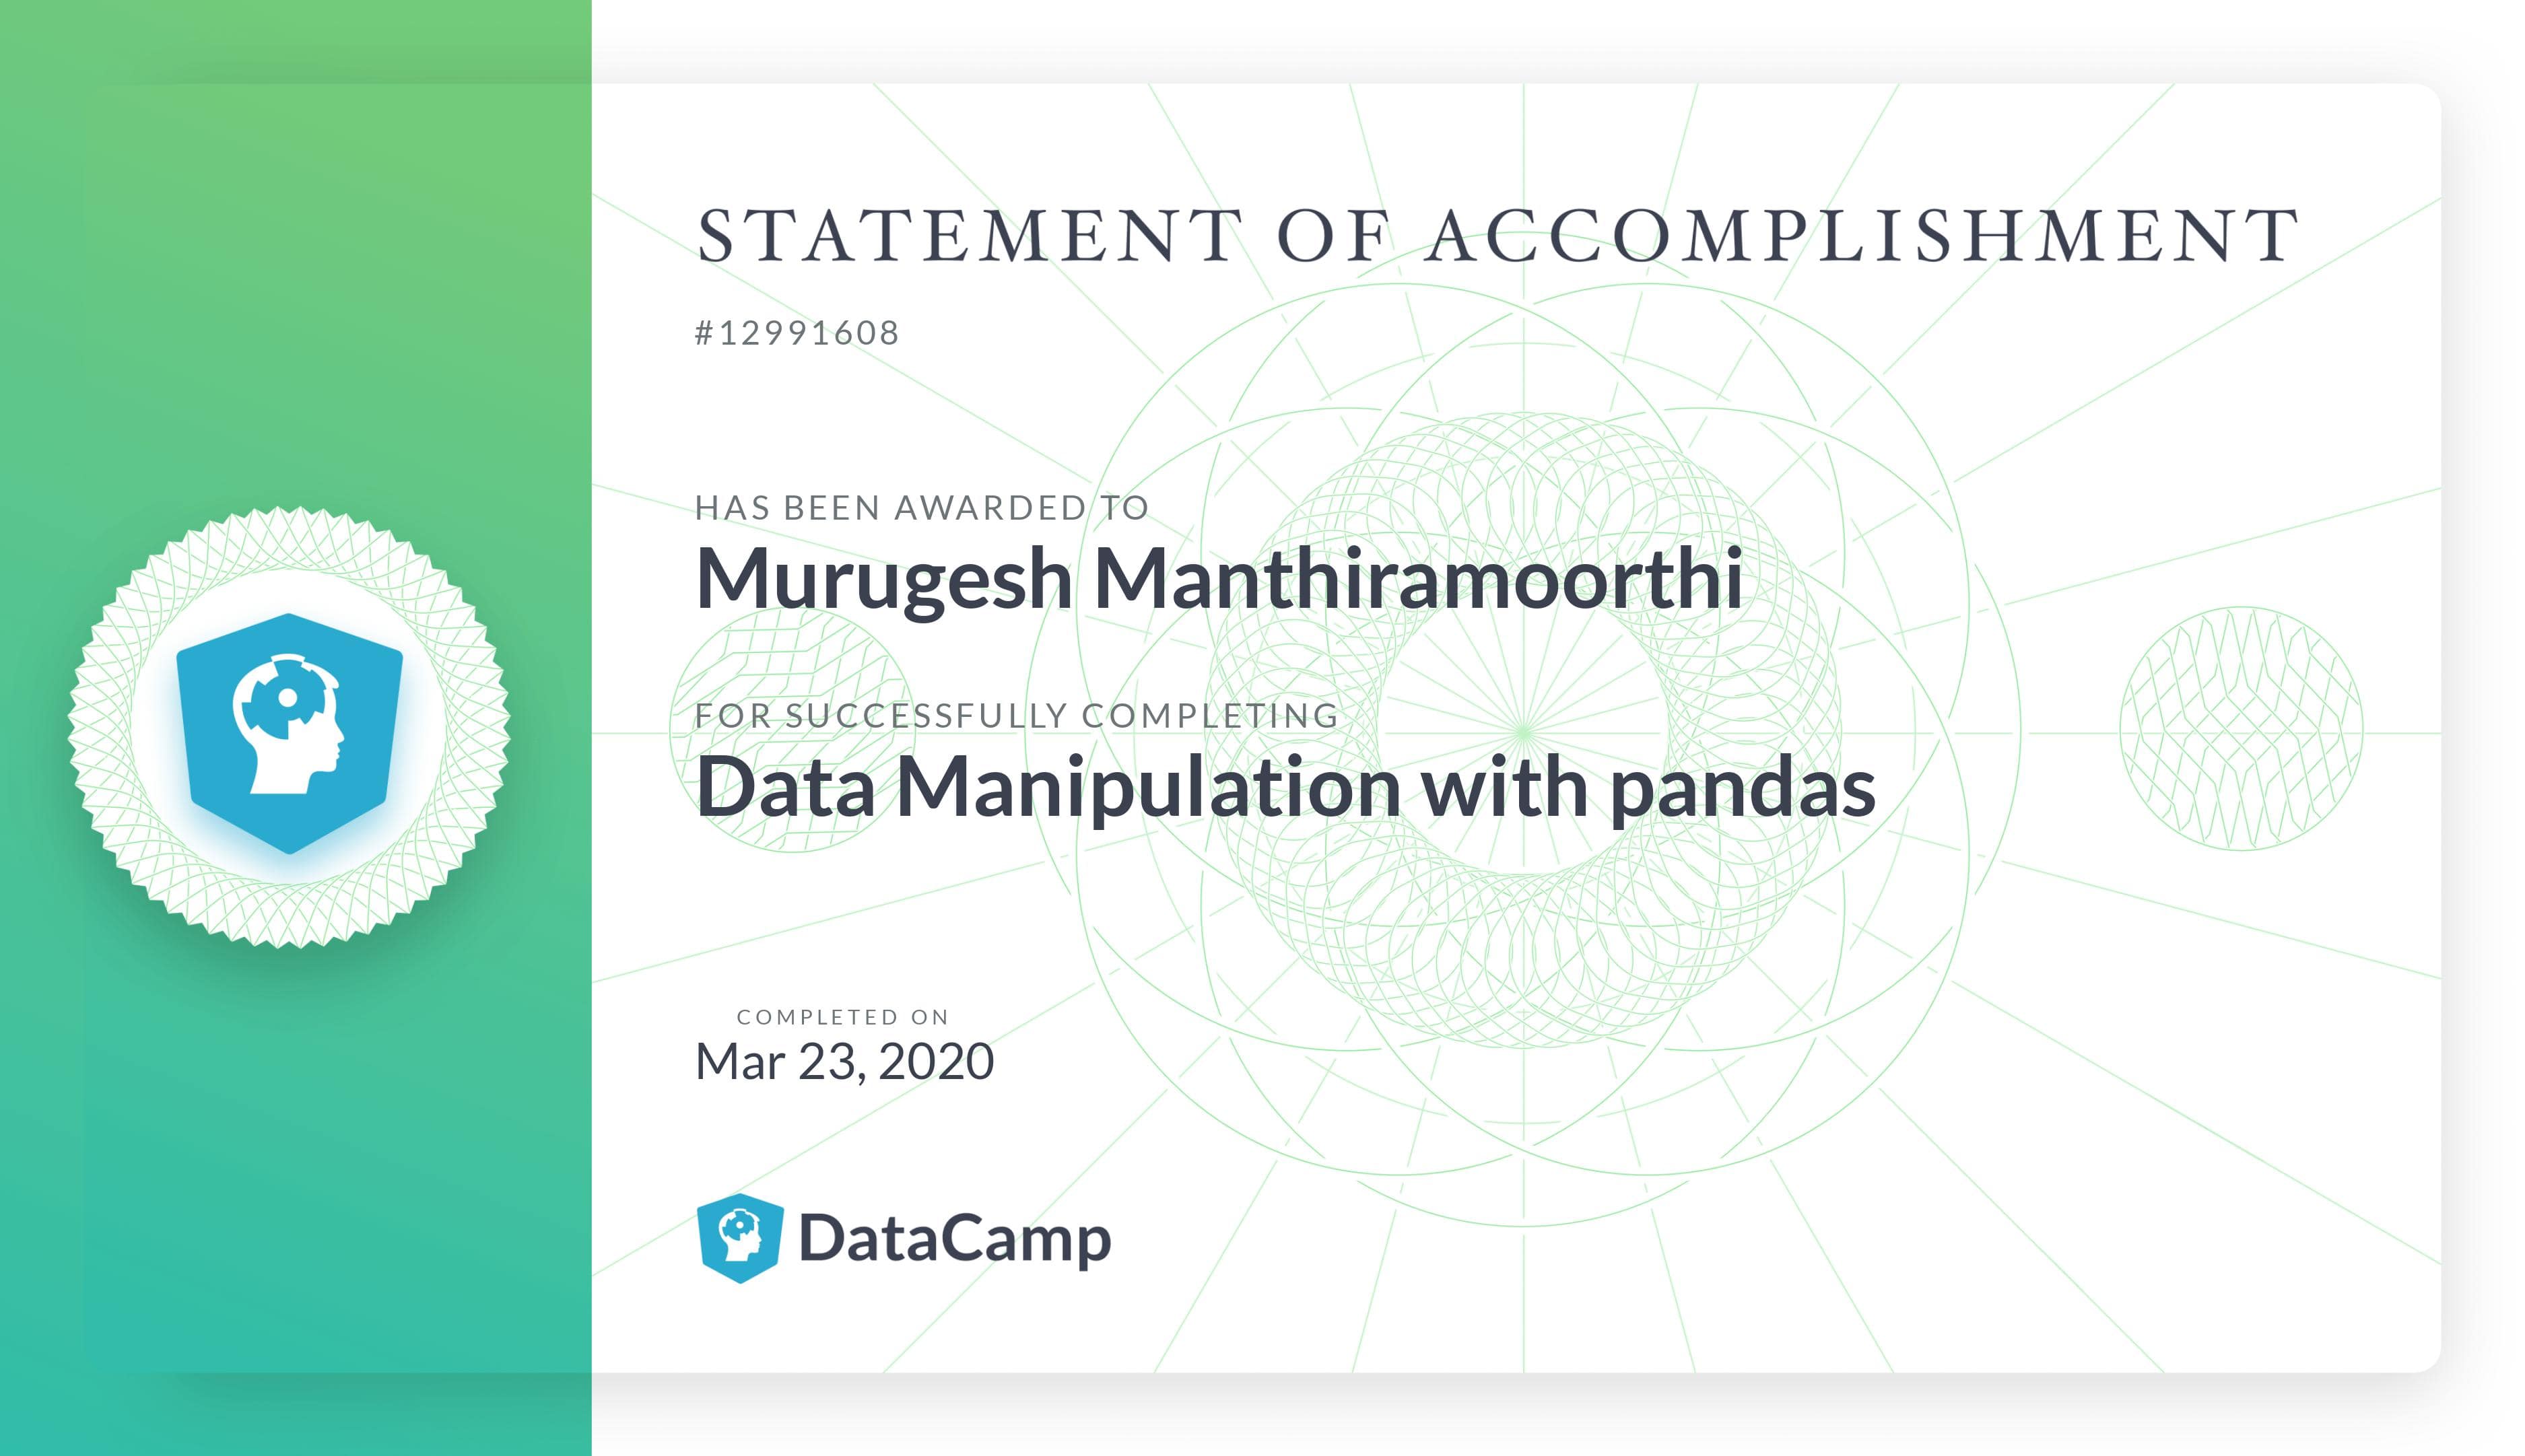 STATEMENT OF ACCOMPLISHMENT
#12991608
HAS BEEN AWARDED TO
Murugesh Manthiramoorthi
FOR SUCCESSFULLY COMPLETING
Data Manipulation with pandas
COMPLETED ON
Mar 23, 2020
DataCamp